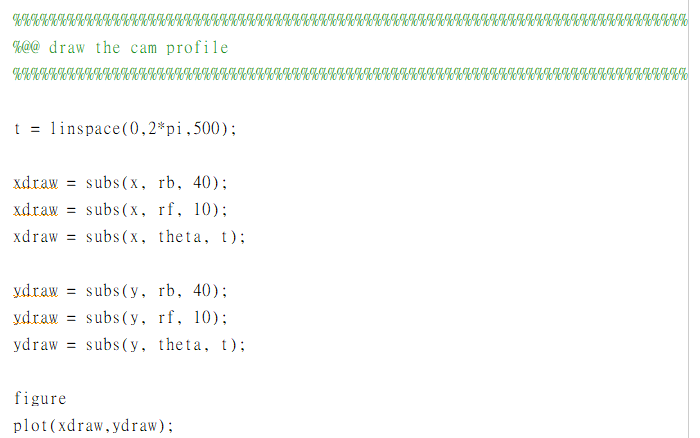 %%%%%%%%%%%%%%%%%%%%%%%%%%%%%%%%%%%%%%%%%%%%%%%%%%%%%%%%%%%%%%%%%%%%%%%%%%%
%@@ draw the cam profile
%%%%%%%%%%%%%%%%%%%%%%%%%%%%%%%%%%%%%%%%%%%%%%%%%%%%%%%%%%%%%%%%%%%%%%%%%%%
t = linspace(0,2*pi,500);
xdraw = subs(x, rb, 40);
xdraw = subs(x, rf, 10);
xdraw = subs(x, theta, t);
ydraw = subs(y, rb, 40);
ydraw = subs(y, rf, 10);
ydraw = subs(y, theta, t);
figure
plot(xdraw,ydraw);